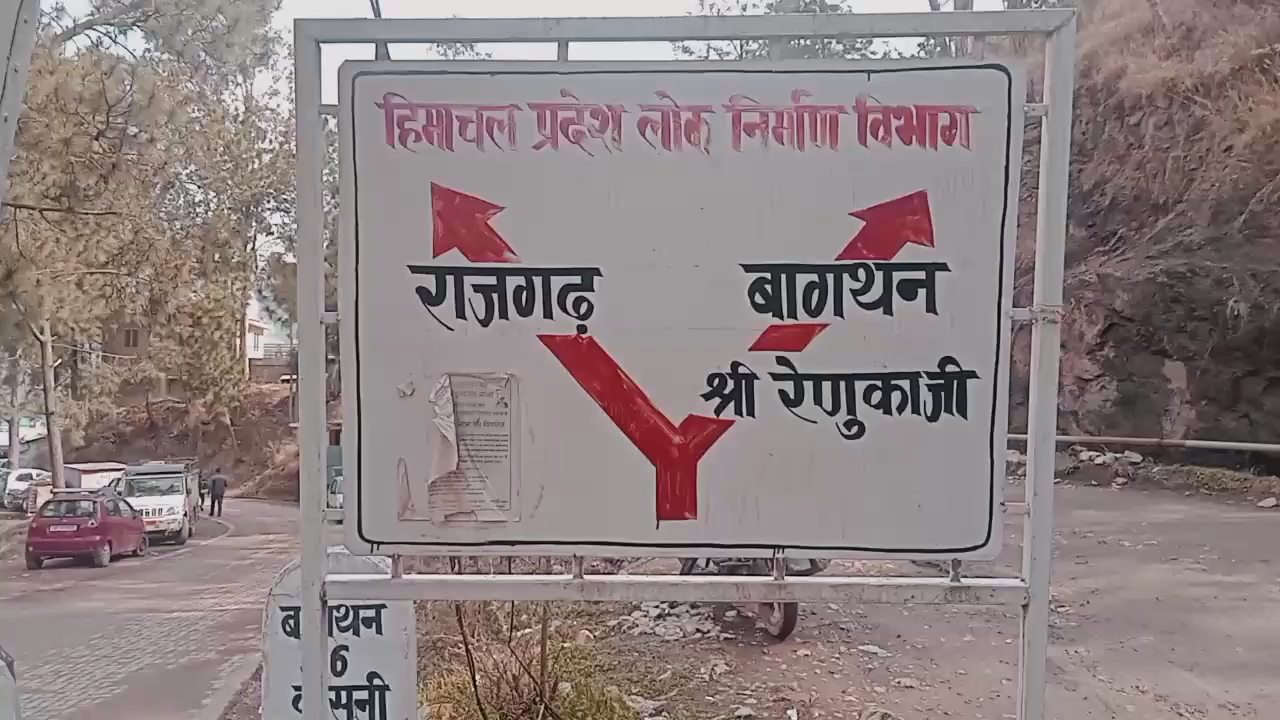 हिमाचल प्रदेश लोक निर्माण विभाग
राजगढ़
बागथन
श्री रेणुकाजी
बागथन
6